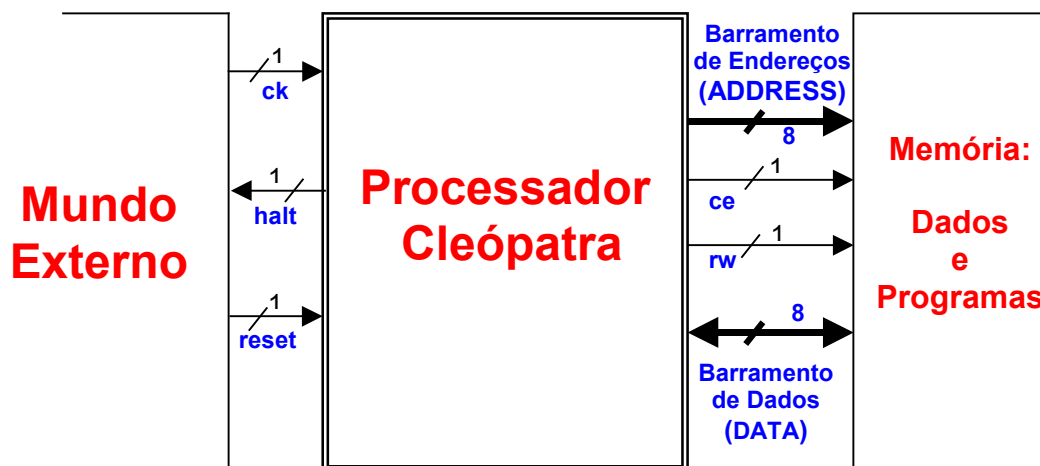 Mundo
Externo
1
ck
1
halt
1
reset
Processador
Cleópatra
Barramento
de Endereços
(ADDRESS)
8
1
ce
1
rw
8
Barramento
de Dados
(DATA)
Memória:
Dados
e
Programas